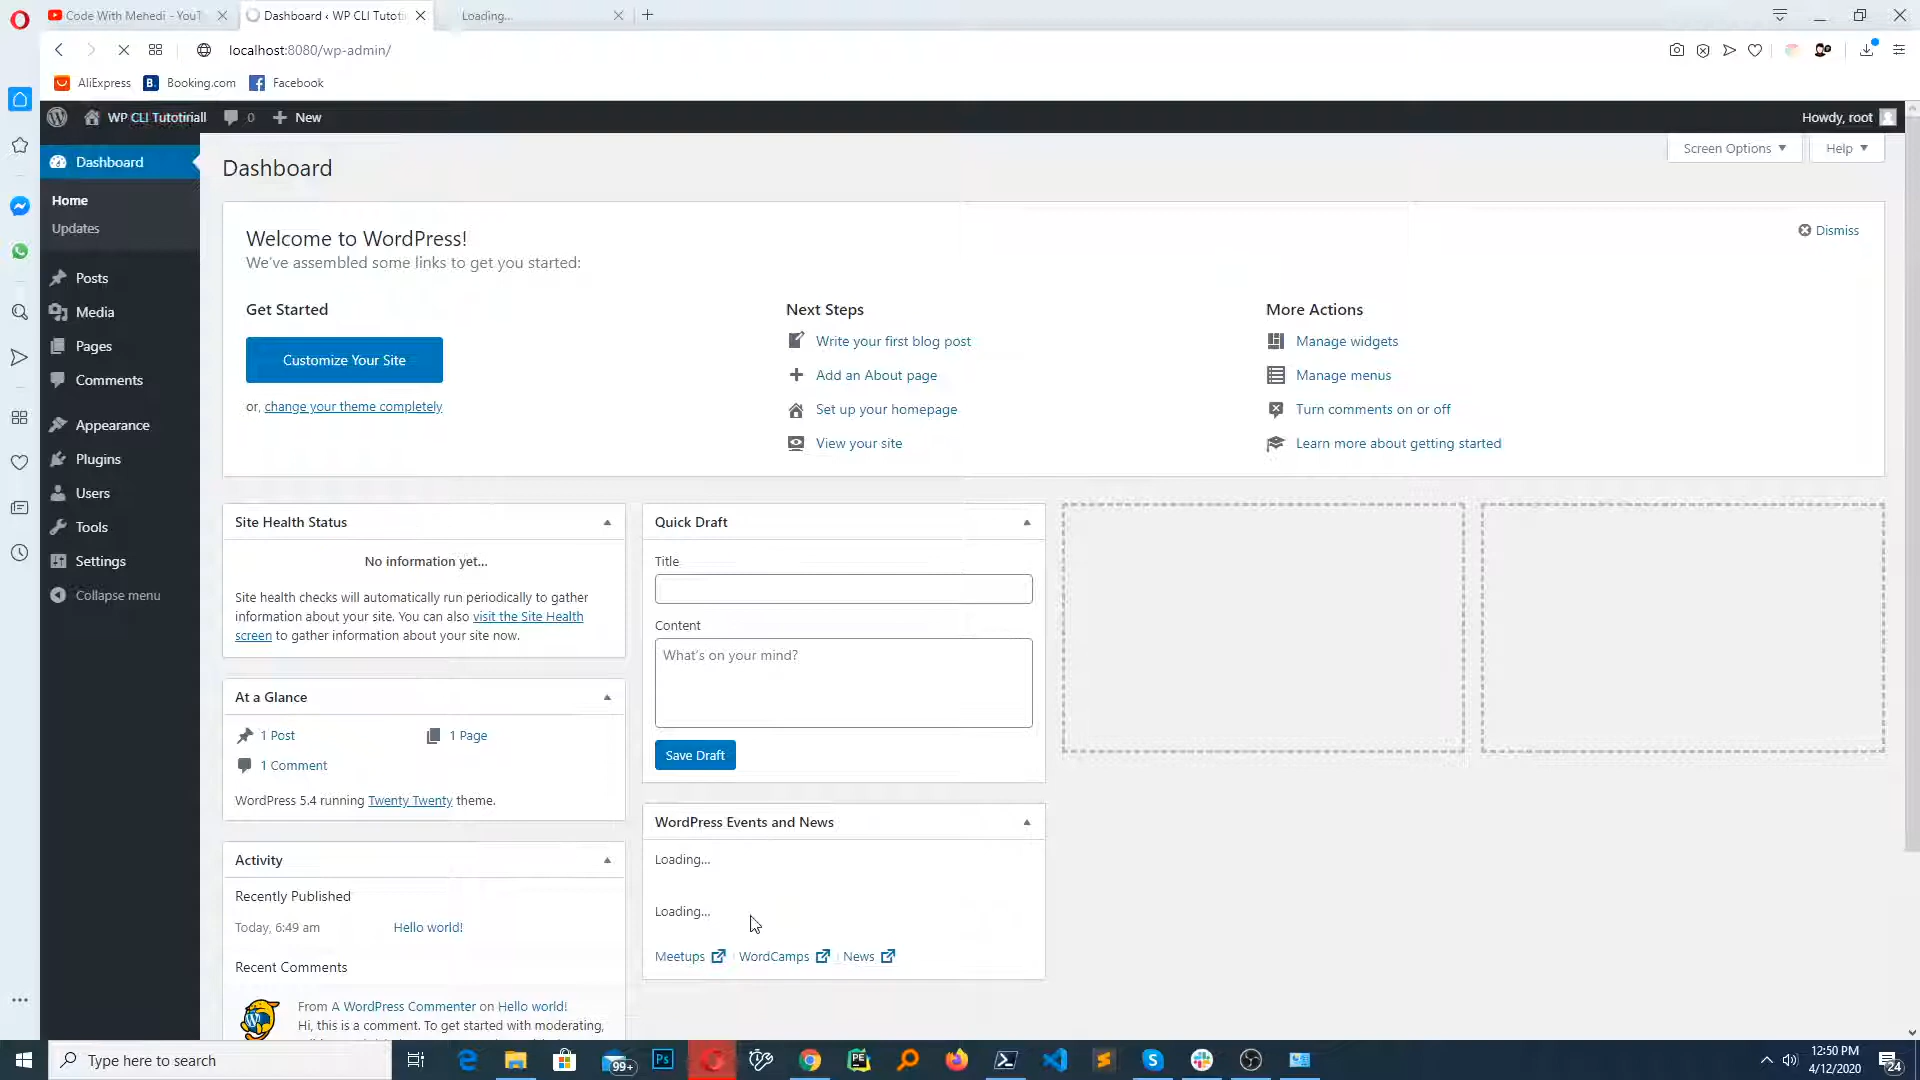 Code With Mehedi - YouT
Dashboard ‹ WP CLI Tutoti
Loading...
localhost:8080/wp-admin/
AliExpress
B.
Booking.com
Facebook
WP CLI Tutotiriall
0
New
Howdy, root
Screen Options
Help
Dashboard
Home
Updates
Posts
Media
Pages
Comments
Appearance
Plugins
Users
Tools
Settings
Collapse menu
Dashboard
Welcome to WordPress!
We've assembled some links to get you started:
Dismiss
Get Started
Customize Your Site
or, change your theme completely
Next Steps
Write your first blog post
Add an About page
Set up your homepage
View your site
More Actions
Manage widgets
Manage menus
Turn comments on or off
Learn more about getting started
Site Health Status
No information yet...
Site health checks will automatically run periodically to gather
information about your site. You can also visit the Site Health
screen to gather information about your site now.
At a Glance
1 Post
1 Page
1 Comment
WordPress 5.4 running Twenty Twenty theme.
Activity
Recently Published
Today, 6:49 am
Hello world!
Recent Comments
From A WordPress Commenter on Hello world!
Hi, this is a comment. To get started with moderating,
Quick Draft
Title
Content
What's on your mind?
Save Draft
WordPress Events and News
Loading...
Loading...
Meetups
WordCamps
News
Type here to search
99+
Ps
PE
12:50 PM
4/12/2020
24